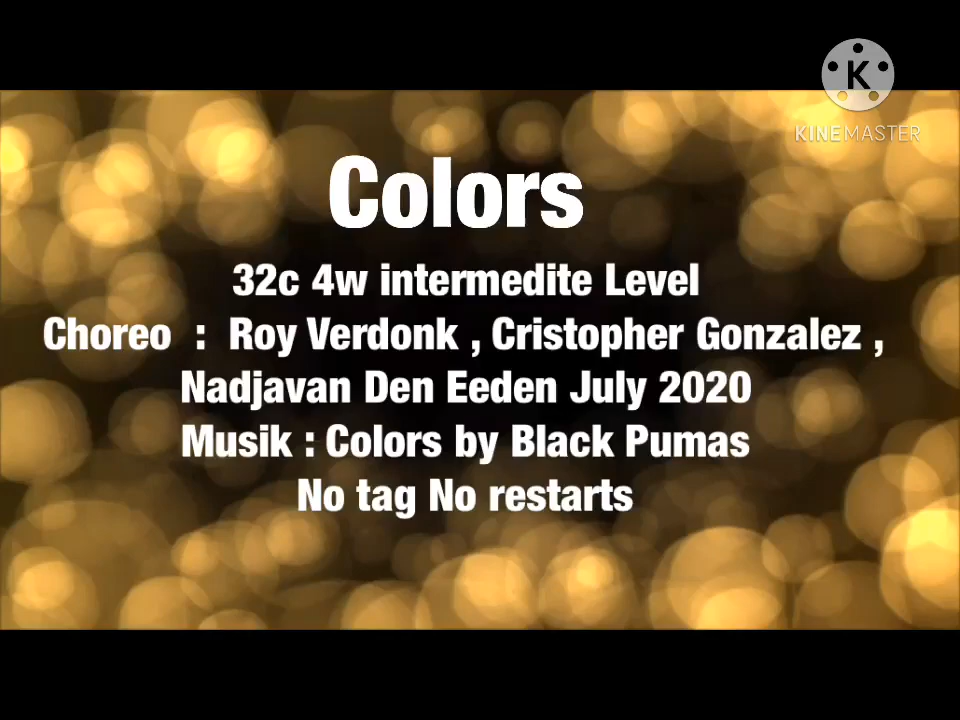 K
KINEMASTER
Colors
32c 4w intermedite Level
Choreo : Roy Verdonk , Cristopher Gonzalez ,
Nadjavan Den Eeden July 2020
Musik : Colors by Black Pumas
No tag No restarts